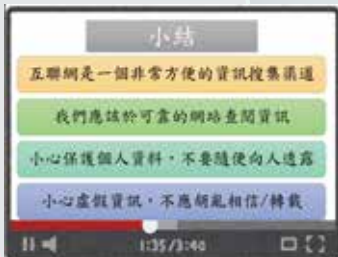 小結
互聯網是一個非常方便的資訊搜集渠道
我們應該於可靠的網站查閱資訊
小心保護個人資料，不要隨便向人透露
小心虛假資訊，不應胡亂相信/轉載
1:35/3:40